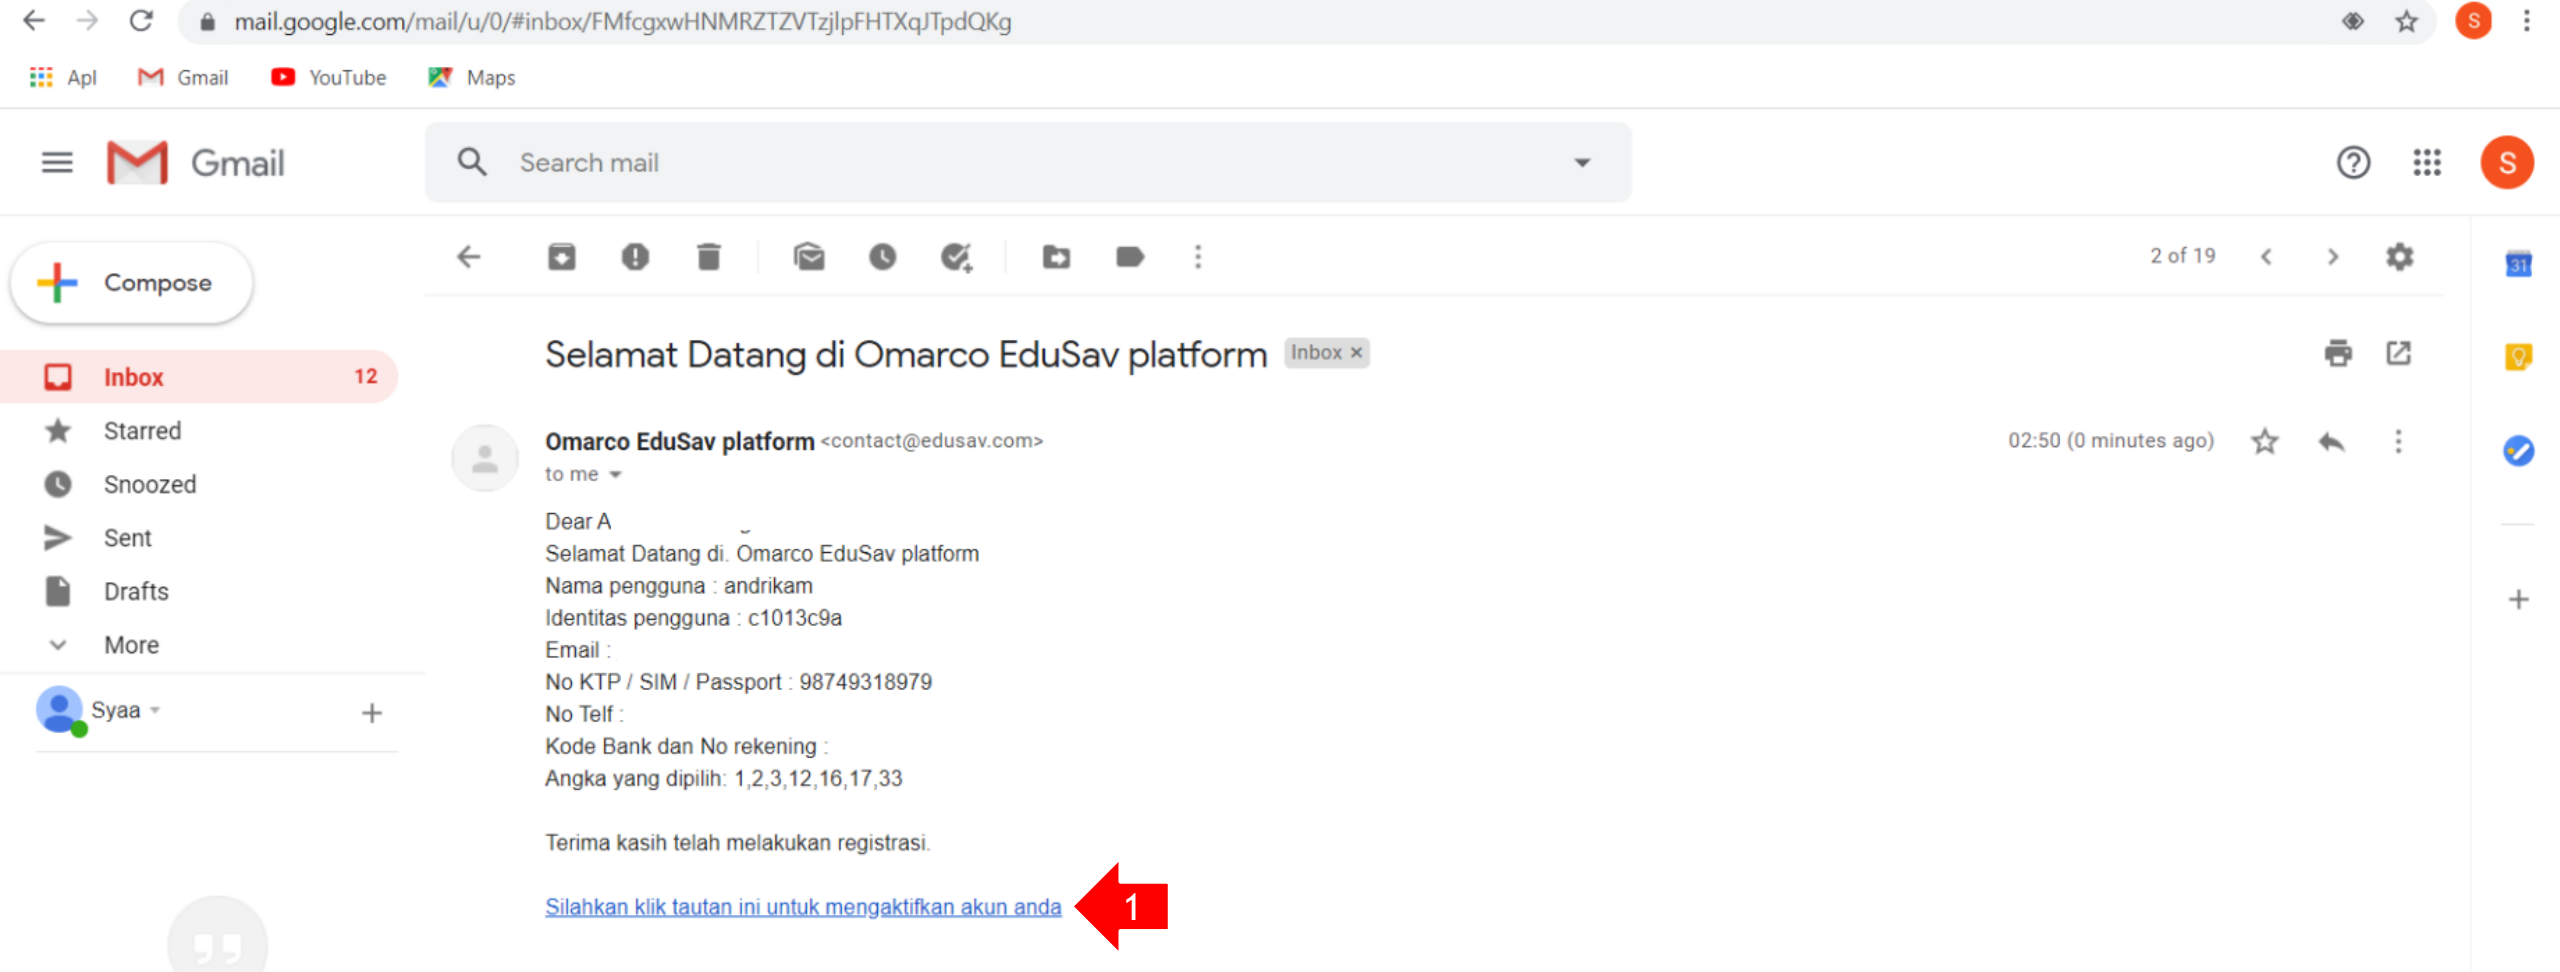 mail.google.com/mail/u/0/#inbox/FMfcgxwHNMRZTZVTzjlpFHTXqJTpdQKg
S
Apl Gmail YouTube Maps
Gmail
Search mail
S
Compose
2 of 19
31
Selamat Datang di Omarco EduSav platform Inbox ×
Inbox 12
Starred
Snoozed
Sent
Drafts
More
Syaa
Omarco EduSav platform <contact@edusav.com>
02:50 (0 minutes ago)
to me
Dear A
Selamat Datang di. Omarco EduSav platform
Nama pengguna : andrikam
Identitas pengguna : c1013c9a
Email :
No KTP / SIM / Passport : 98749318979
No Telf :
Kode Bank dan No rekening :
Angka yang dipilih: 1,2,3,12,16,17,33
Terima kasih telah melakukan registrasi.
Silahkan klik tautan ini untuk mengaktifkan akun anda
1